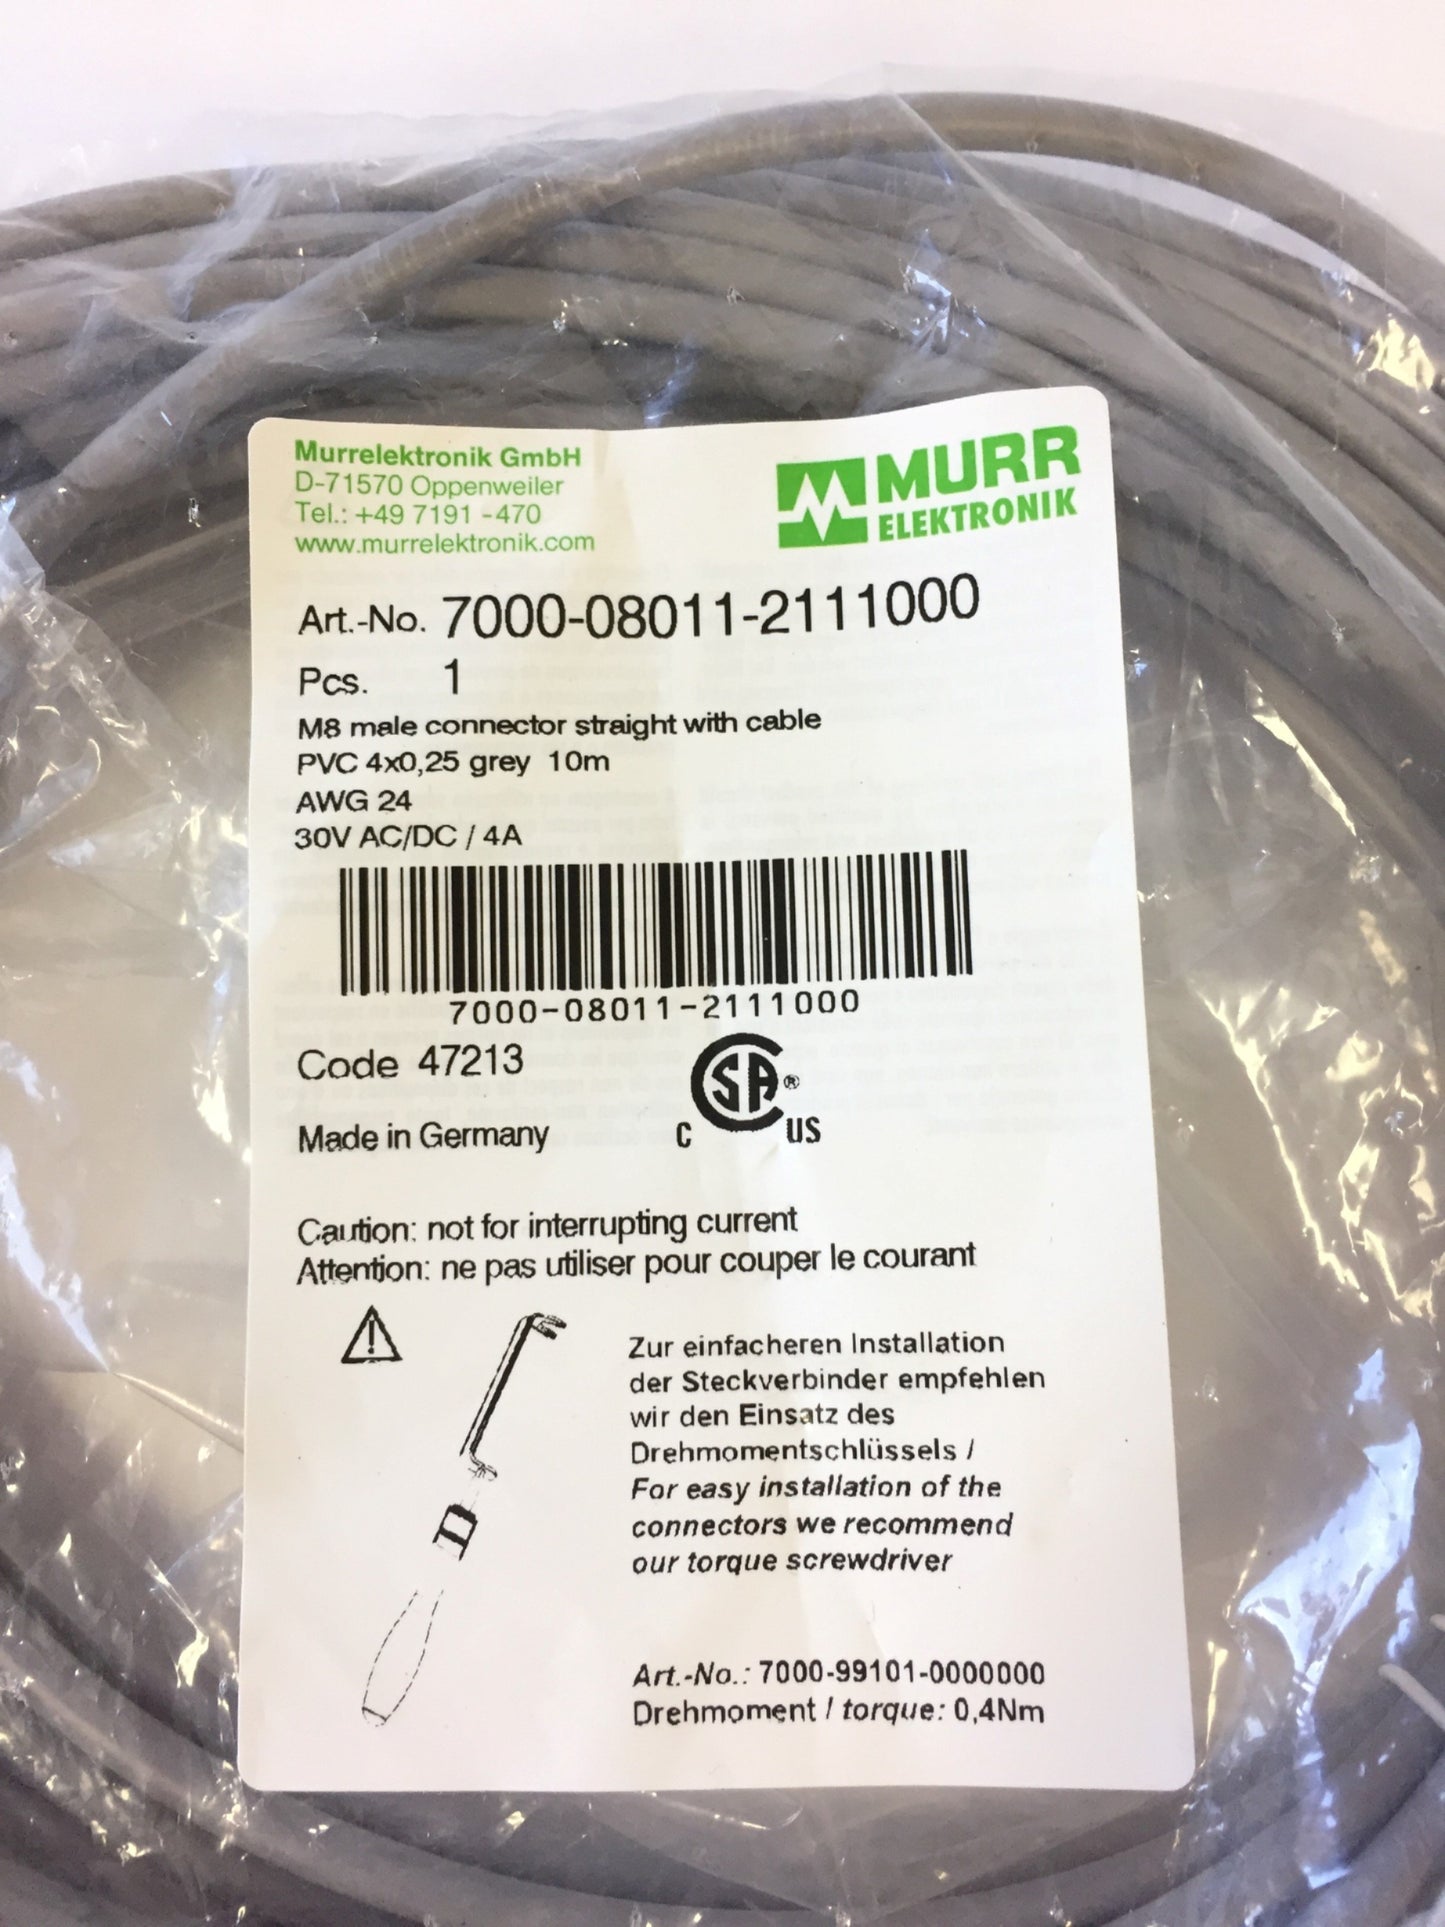 Murrelektronik GmbH
D-71570 Oppenweiler
Tel.: +49 7191 -470
www.murrelektronik.com
MURR
ELEKTRONIK
Art.-No. 7000-08011-2111000
Pcs. 1
M8 male connector straight with cable
PVC 4x0,25 grey 10m
AWG 24
30V AC/DC / 4A
7000-08011-2111000
Code 47213
Made in Germany
CSA®
C US
Caution: not for interrupting current
Attention: ne pas utiliser pour couper le courant
Zur einfacheren Installation
der Steckverbinder empfehlen
wir den Einsatz des
Drehmomentschlüssels /
For easy installation of the
connectors we recommend
our torque screwdriver
Art.-No.: 7000-99101-0000000
Drehmoment / torque: 0,4Nm